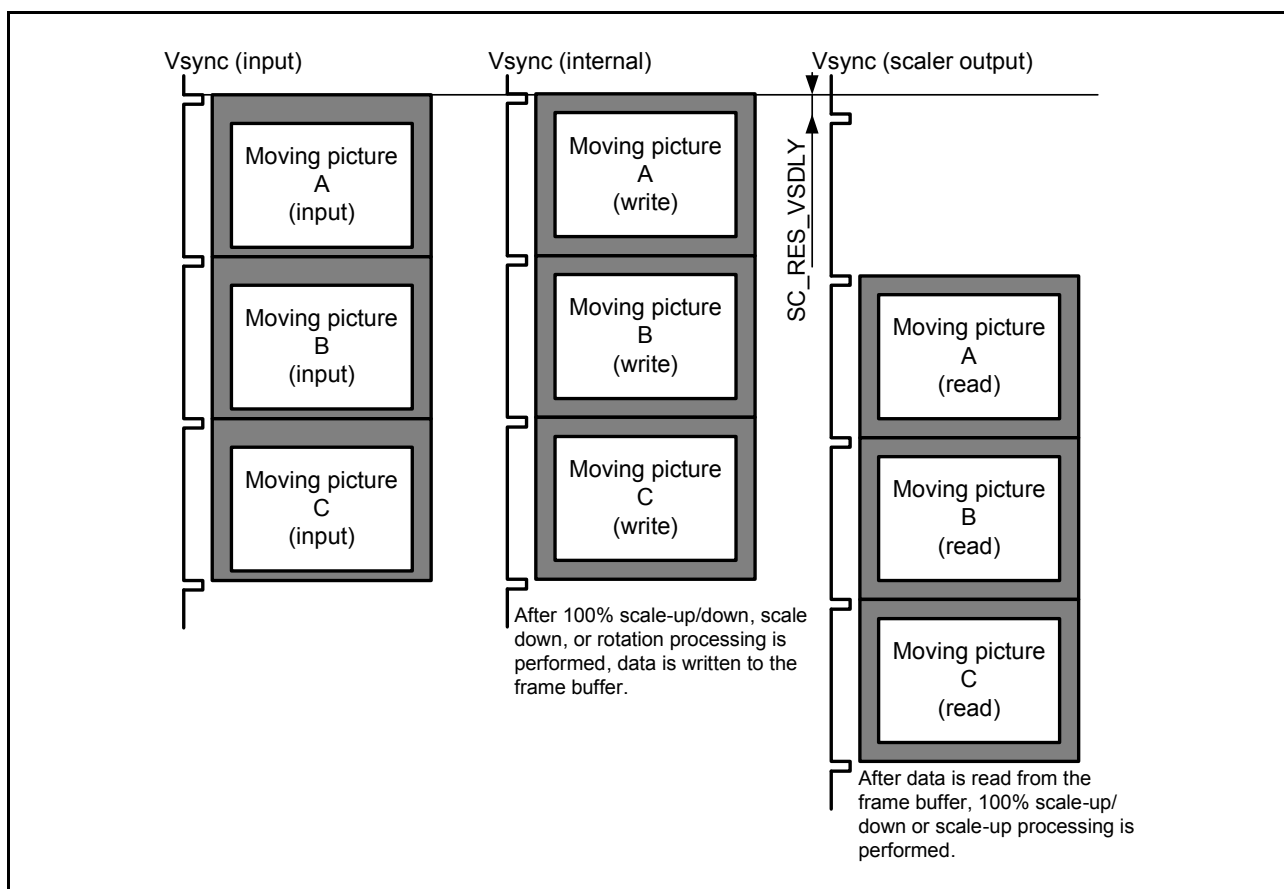 Vsync (input)
Vsync (internal)
Vsync (scaler output)
Moving picture
A
(input)
Moving picture
B
(input)
Moving picture
C
(input)
Moving picture
A
(write)
Moving picture
B
(write)
Moving picture
C
(write)
After 100% scale-up/down, scale
down, or rotation processing is
performed, data is written to the
frame buffer.
SC_RES_VSDLY
Moving picture
A
(read)
Moving picture
B
(read)
Moving picture
C
(read)
After data is read from the
frame buffer, 100% scale-up/
down or scale-up processing is
performed.